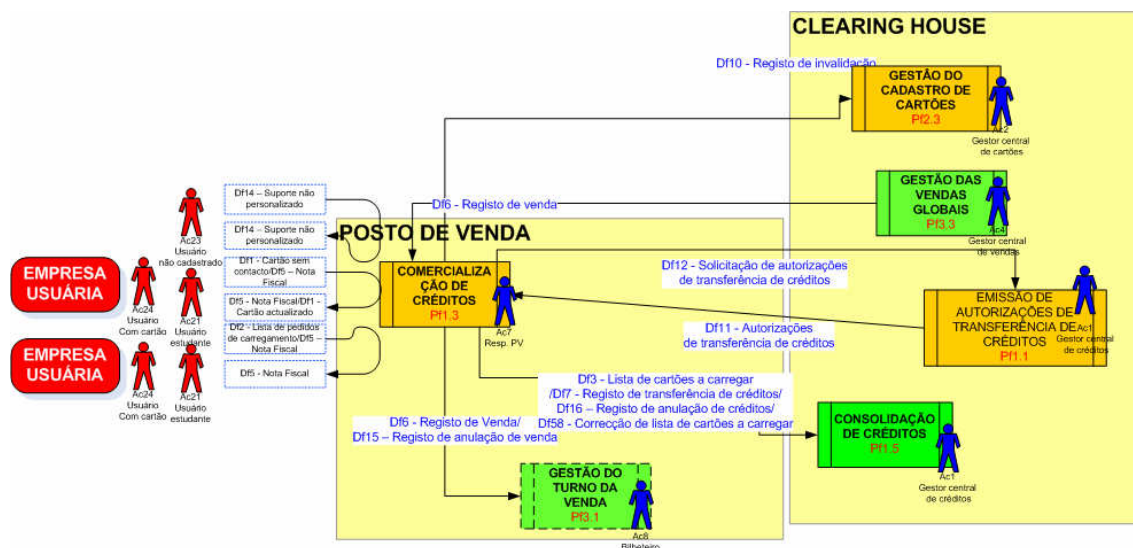 CLEARING HOUSE
Df10 - Registo de invalidação
GESTÃO DO
CADASTRO DE
CARTÕES
Pf2.3
Ac2
Gestor central
de cartões
GESTÃO DAS
VENDAS
GLOBAIS
Pf3.3
Ac4
Gestor central
de vendas
Df6 - Registo de venda
Df14 – Suporte não
personalizado
Ac23
Usuário
não cadastrado
Df14 – Suporte não
personalizado
POSTO DE VENDA
Df1 - Cartão sem
contacto/Df5 – Nota
Fiscal
EMPRESA
USUÁRIA
Ac24
Usuário
Com cartão
Ac21
Usuário
estudante
Df5 - Nota Fiscal/Df1 -
Cartão actualizado
COMERCIALIZA
ÇÃO DE
CRÉDITOS
Pf1.3
Ac7
Resp. PV
Df12 - Solicitação de autorizações
de transferência de créditos
EMISSÃO DE
AUTORIZAÇÕES DE
TRANSFERÊNCIA DE
CRÉDITOS
Pf1.1
Ac1
Gestor central
de créditos
Df11 - Autorizações
de transferência de créditos
Df2 - Lista de pedidos
de carregamento/Df5 –
Nota Fiscal
EMPRESA
USUÁRIA
Ac24
Usuário
Com cartão
Ac21
Usuário
estudante
Df5 - Nota Fiscal
Df3 - Lista de cartões a carregar
/Df7 - Registo de transferência de créditos/
Df16 – Registo de anulação de créditos/
Df58 - Correcção de lista de cartões a carregar
Df6 - Registo de Venda/
Df15 – Registo de anulação de venda
CONSOLIDAÇÃO
DE CRÉDITOS
Pf1.5
Ac1
Gestor central
de créditos
GESTÃO DO
TURNO DA
VENDA
Pf3.1
Ac8
Bilheteiro